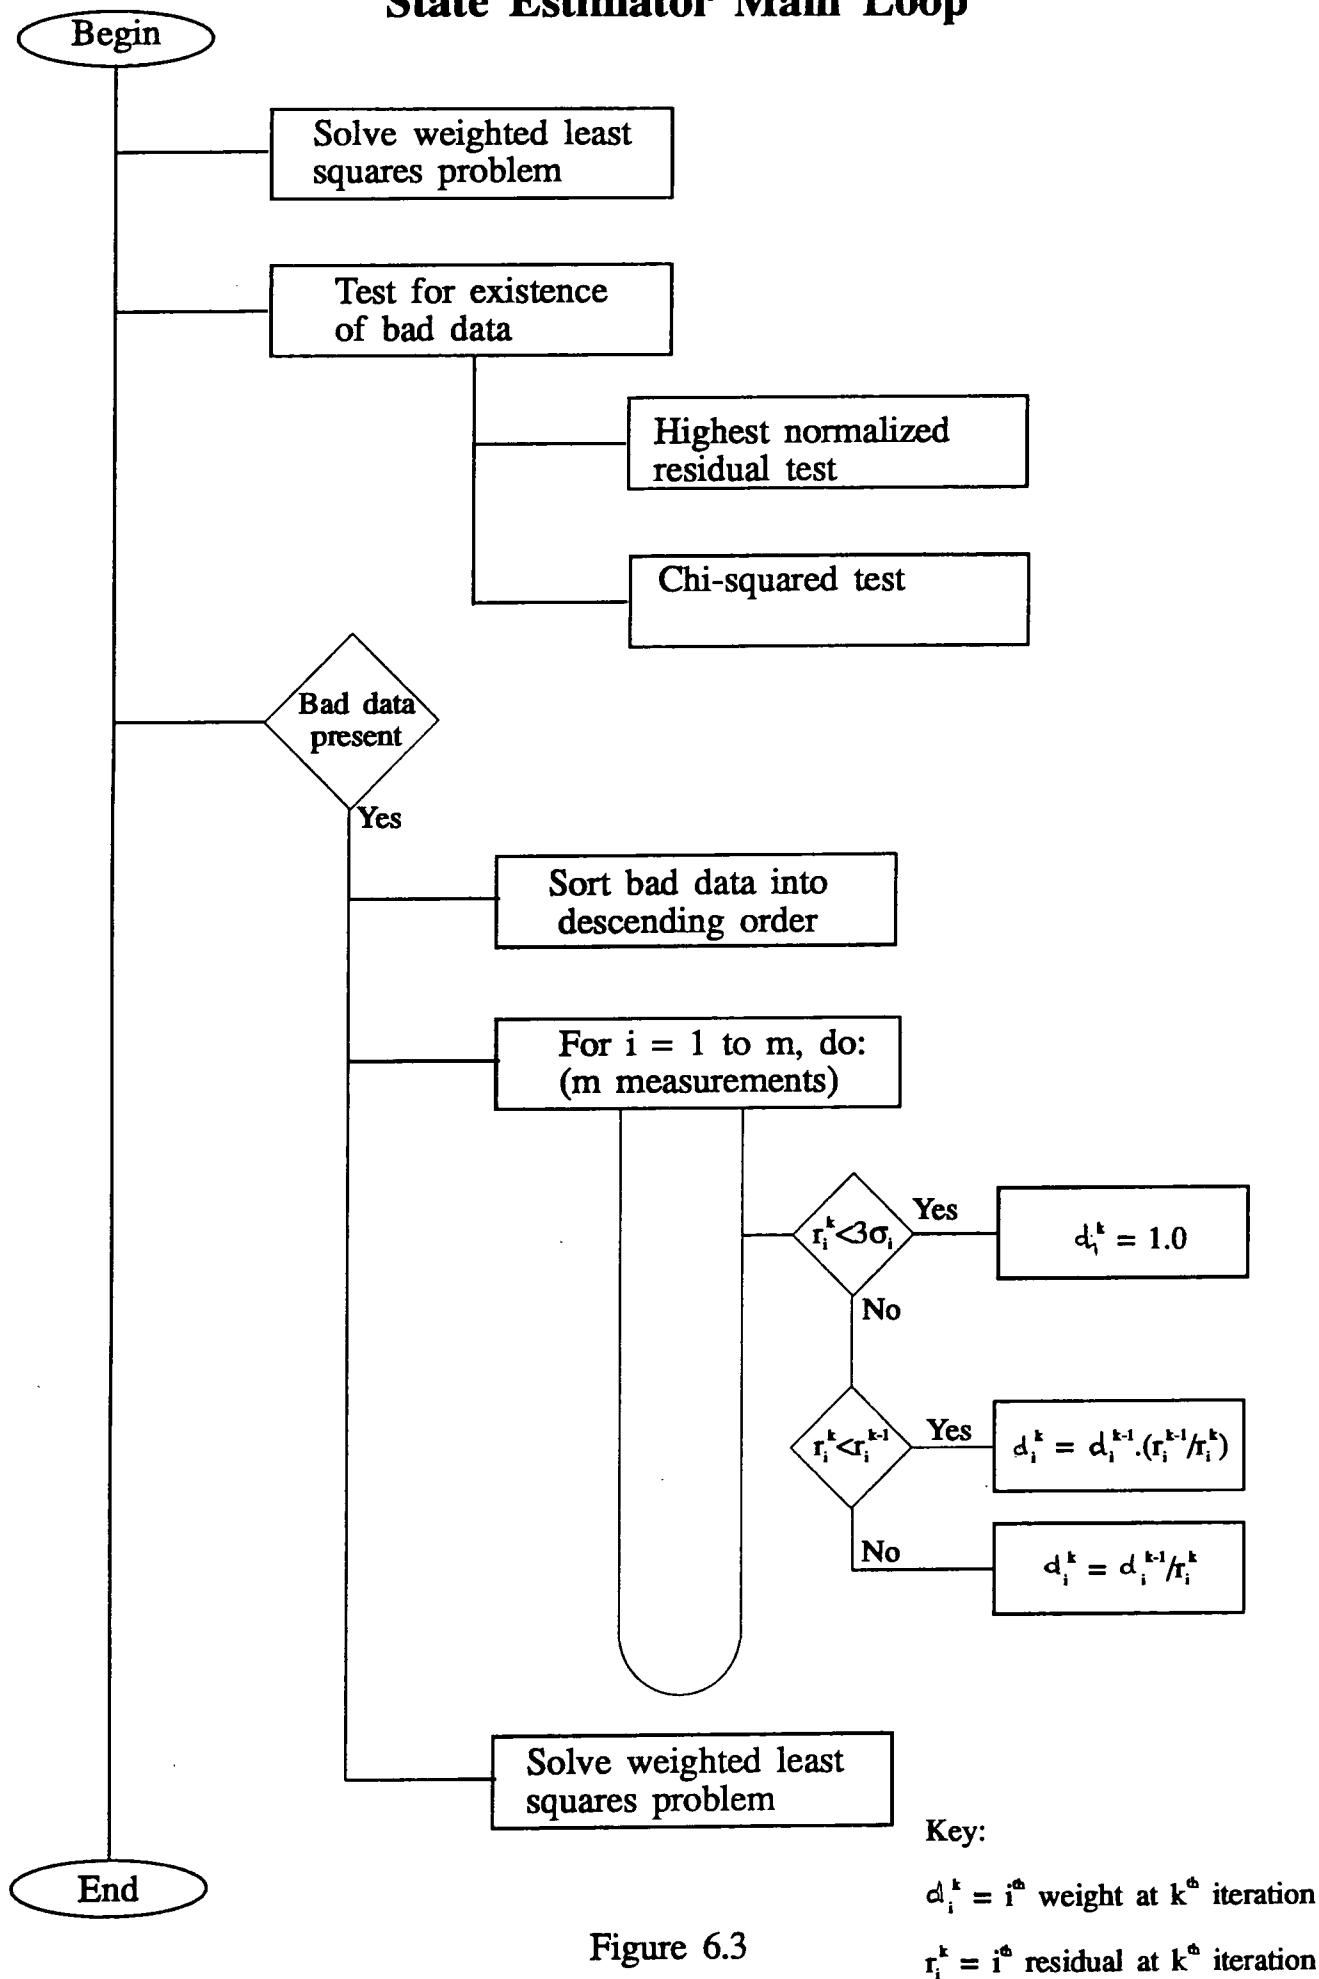 State Estimator Main Loop
Begin
Solve weighted least
squares problem
Test for existence
of bad data
Highest normalized
residual test
Chi-squared test
Bad data
present
Yes
Sort bad data into
descending order
For i = 1 to m, do:
(m measurements)
rᵢᵏ<3σᵢ
Yes
dᵢᵏ = 1.0
No
rᵢᵏ<rᵢᵏ⁻¹
Yes
dᵢᵏ = dᵢᵏ⁻¹.(rᵢᵏ⁻¹/rᵢᵏ)
No
dᵢᵏ = dᵢᵏ⁻¹/rᵢᵏ
Solve weighted least
squares problem
Key:
End
dᵢᵏ = iᵗʰ weight at kᵗʰ iteration
Figure 6.3
rᵢᵏ = iᵗʰ residual at kᵗʰ iteration